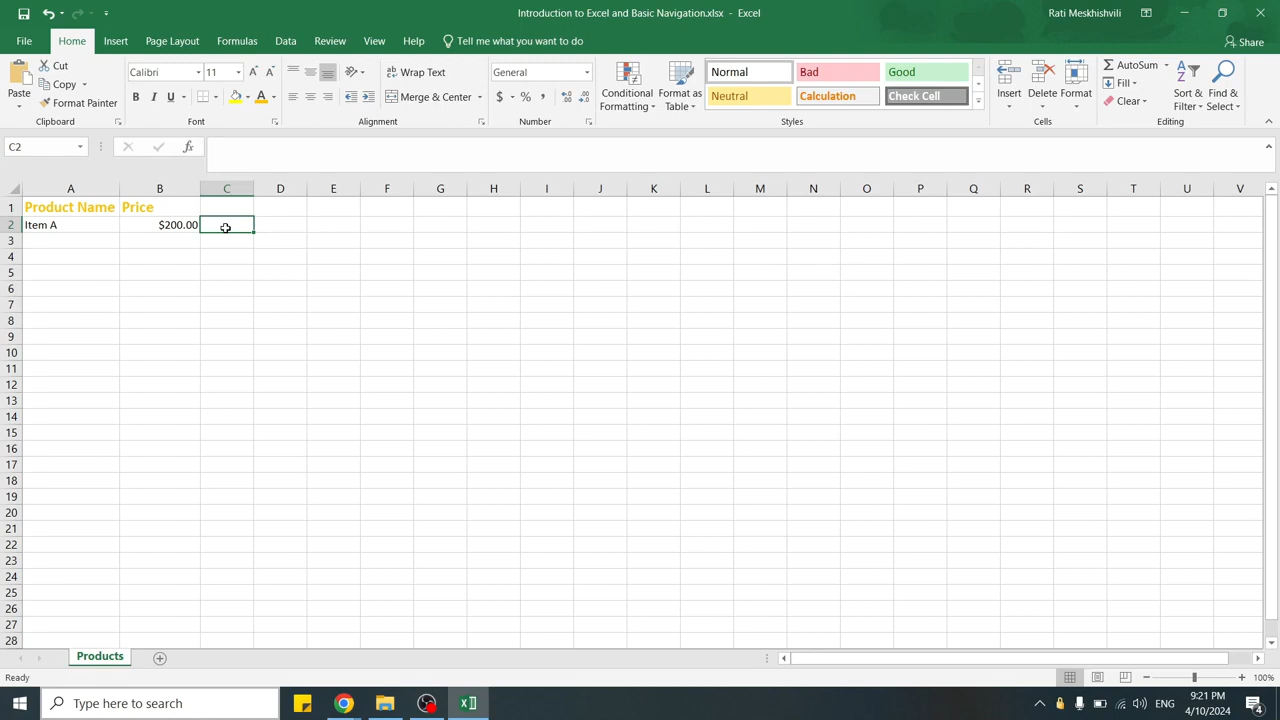 Introduction to Excel and Basic Navigation.xlsx - Excel
Rati Meskhishvili
File Home Insert Page Layout Formulas Data Review View Help Tell me what you want to do Share
Paste
Cut
Copy
Format Painter
Clipboard
Calibri 11
B I U
Font
Wrap Text
Merge & Center
Alignment
General
$ % ,
Number
Conditional Formatting
Format as Table
Normal Bad Good
Neutral Calculation Check Cell
Styles
Insert Delete Format
Cells
AutoSum
Fill
Clear
Sort & Filter
Find & Select
Editing
C2 fx
A B C D E F G H I J K L M N O P Q R S T U V
1 Product Name Price
2 Item A $200.00
3
4
5
6
7
8
9
10
11
12
13
14
15
16
17
18
19
20
21
22
23
24
25
26
27
28
Products
Ready 100%
Type here to search
9:21 PM
4/10/2024
4